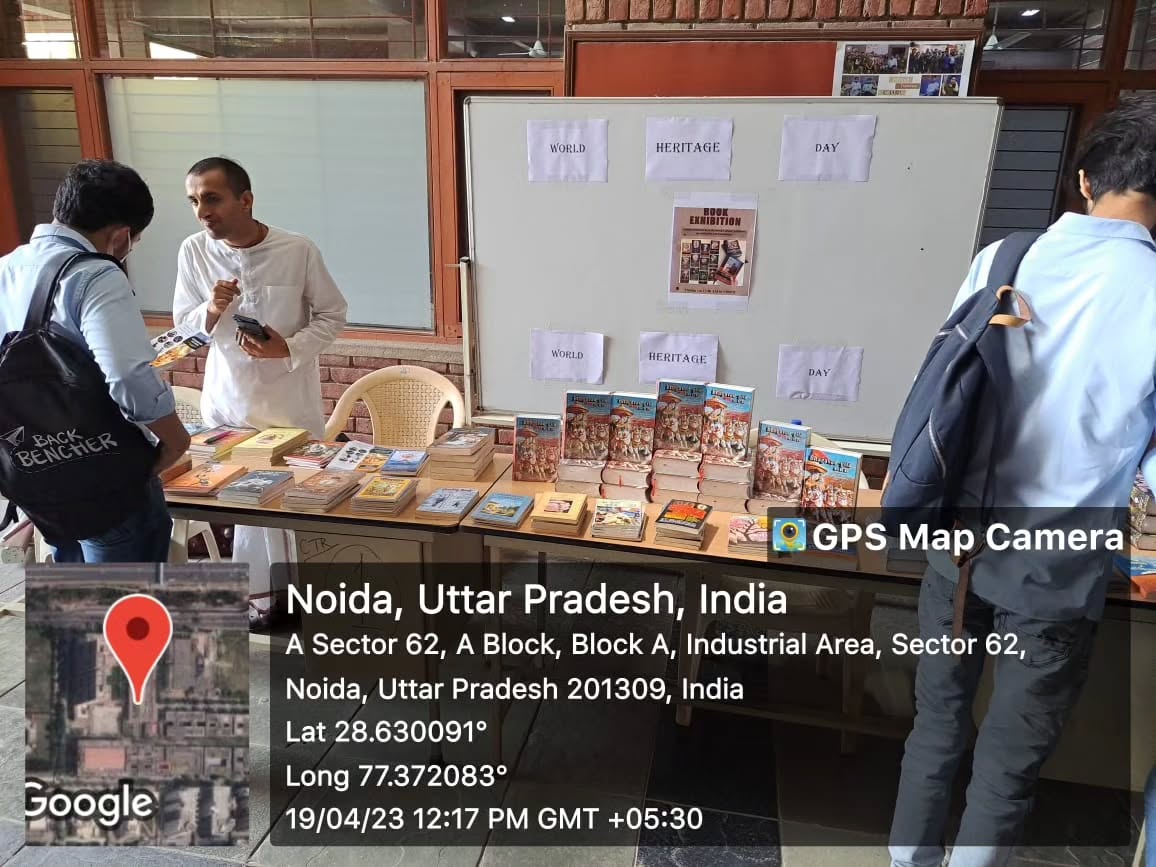 WORLD
HERITAGE
DAY
BOOK
EXHIBITION
WORLD
HERITAGE
DAY
BACK
BENCHER
CTR
GPS Map Camera
Noida, Uttar Pradesh, India
A Sector 62, A Block, Block A, Industrial Area, Sector 62,
Noida, Uttar Pradesh 201309, India
Lat 28.630091°
Long 77.372083°
19/04/23 12:17 PM GMT +05:30
Google